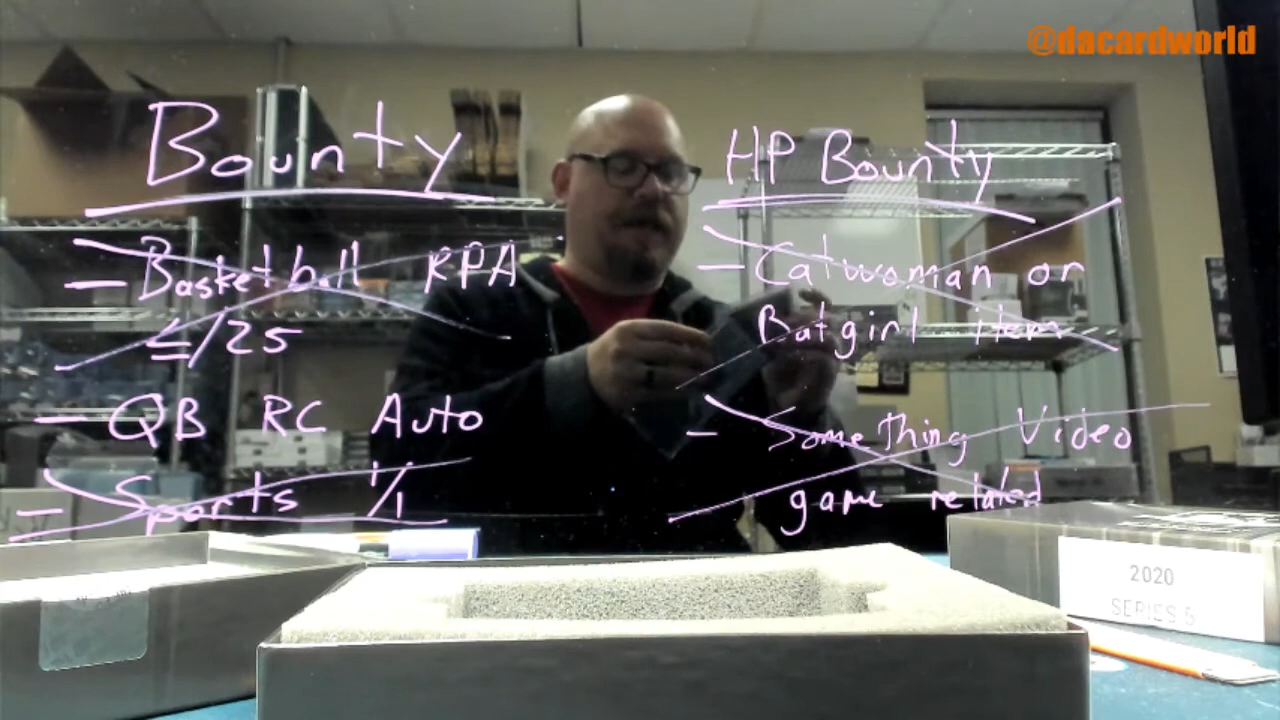 @dacardworld
Bounty
- Basketball RPA
≤/25
- QB RC Auto
- Sports 1/1
HP Bounty
- Catwoman or
Batgirl item
- Something Video
game related
2020
SERIES 5